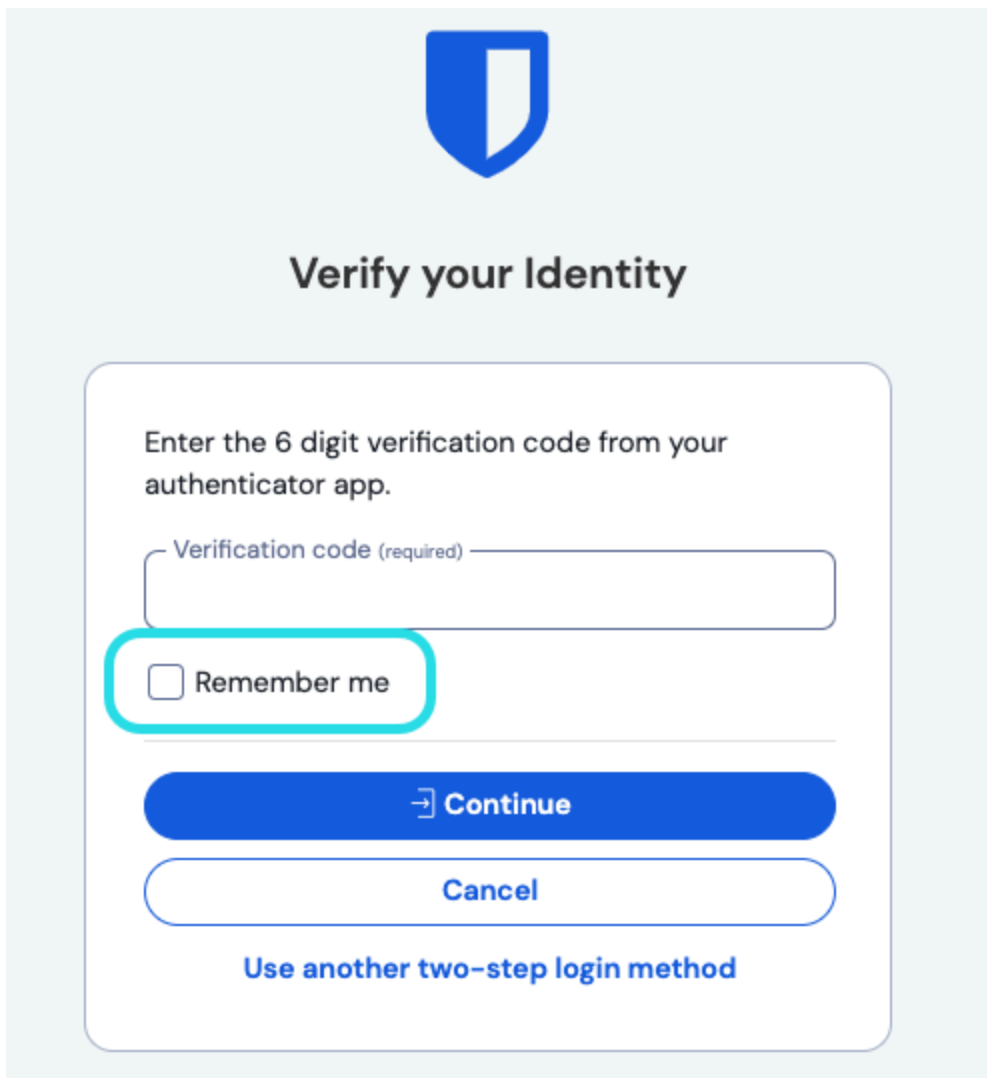 Verify your Identity
Enter the 6 digit verification code from your
authenticator app.
Verification code (required)
Remember me
Continue
Cancel
Use another two-step login method